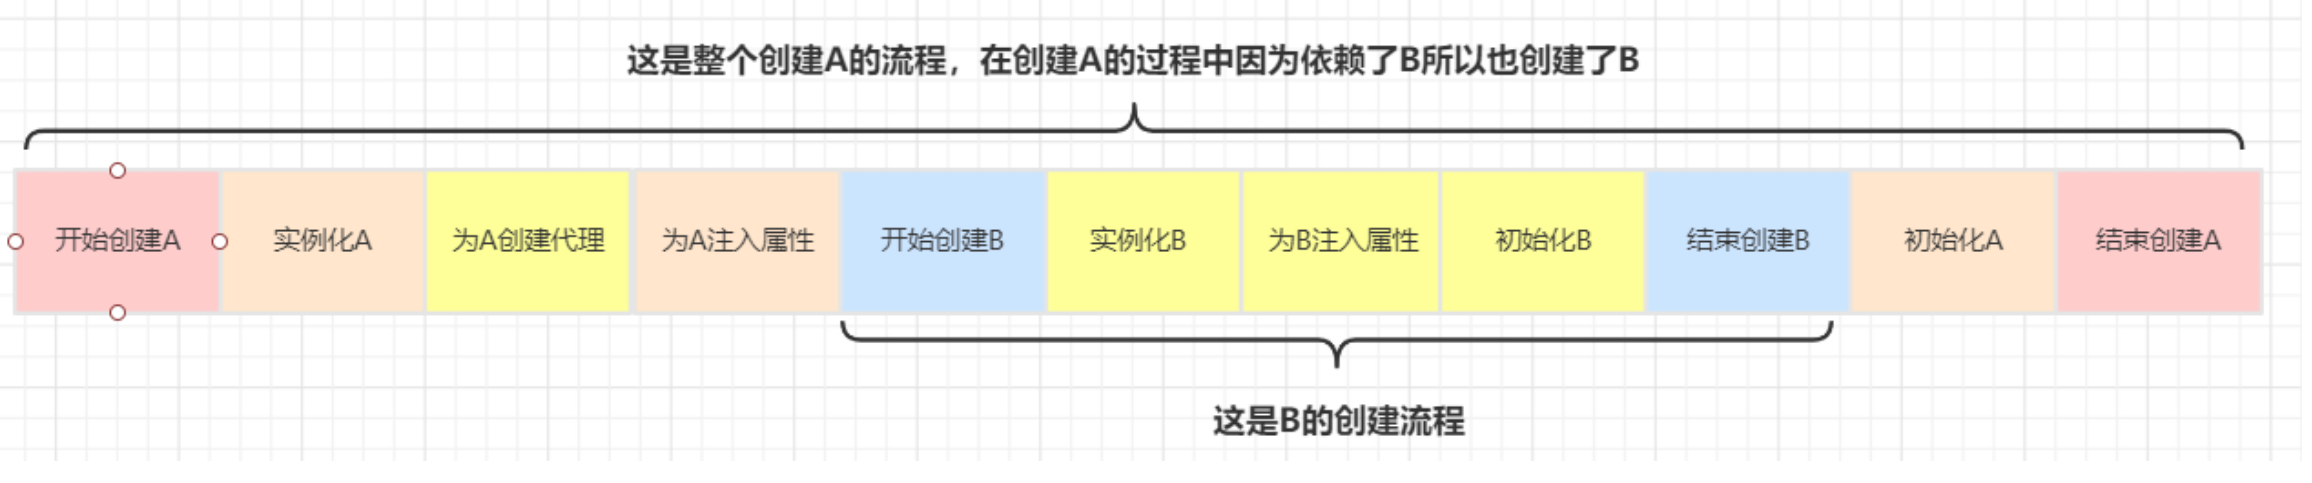 这是整个创建A的流程，在创建A的过程中因为依赖了B所以也创建了B
开始创建A 实例化A 为A创建代理 为A注入属性 开始创建B 实例化B 为B注入属性 初始化B 结束创建B 初始化A 结束创建A
这是B的创建流程